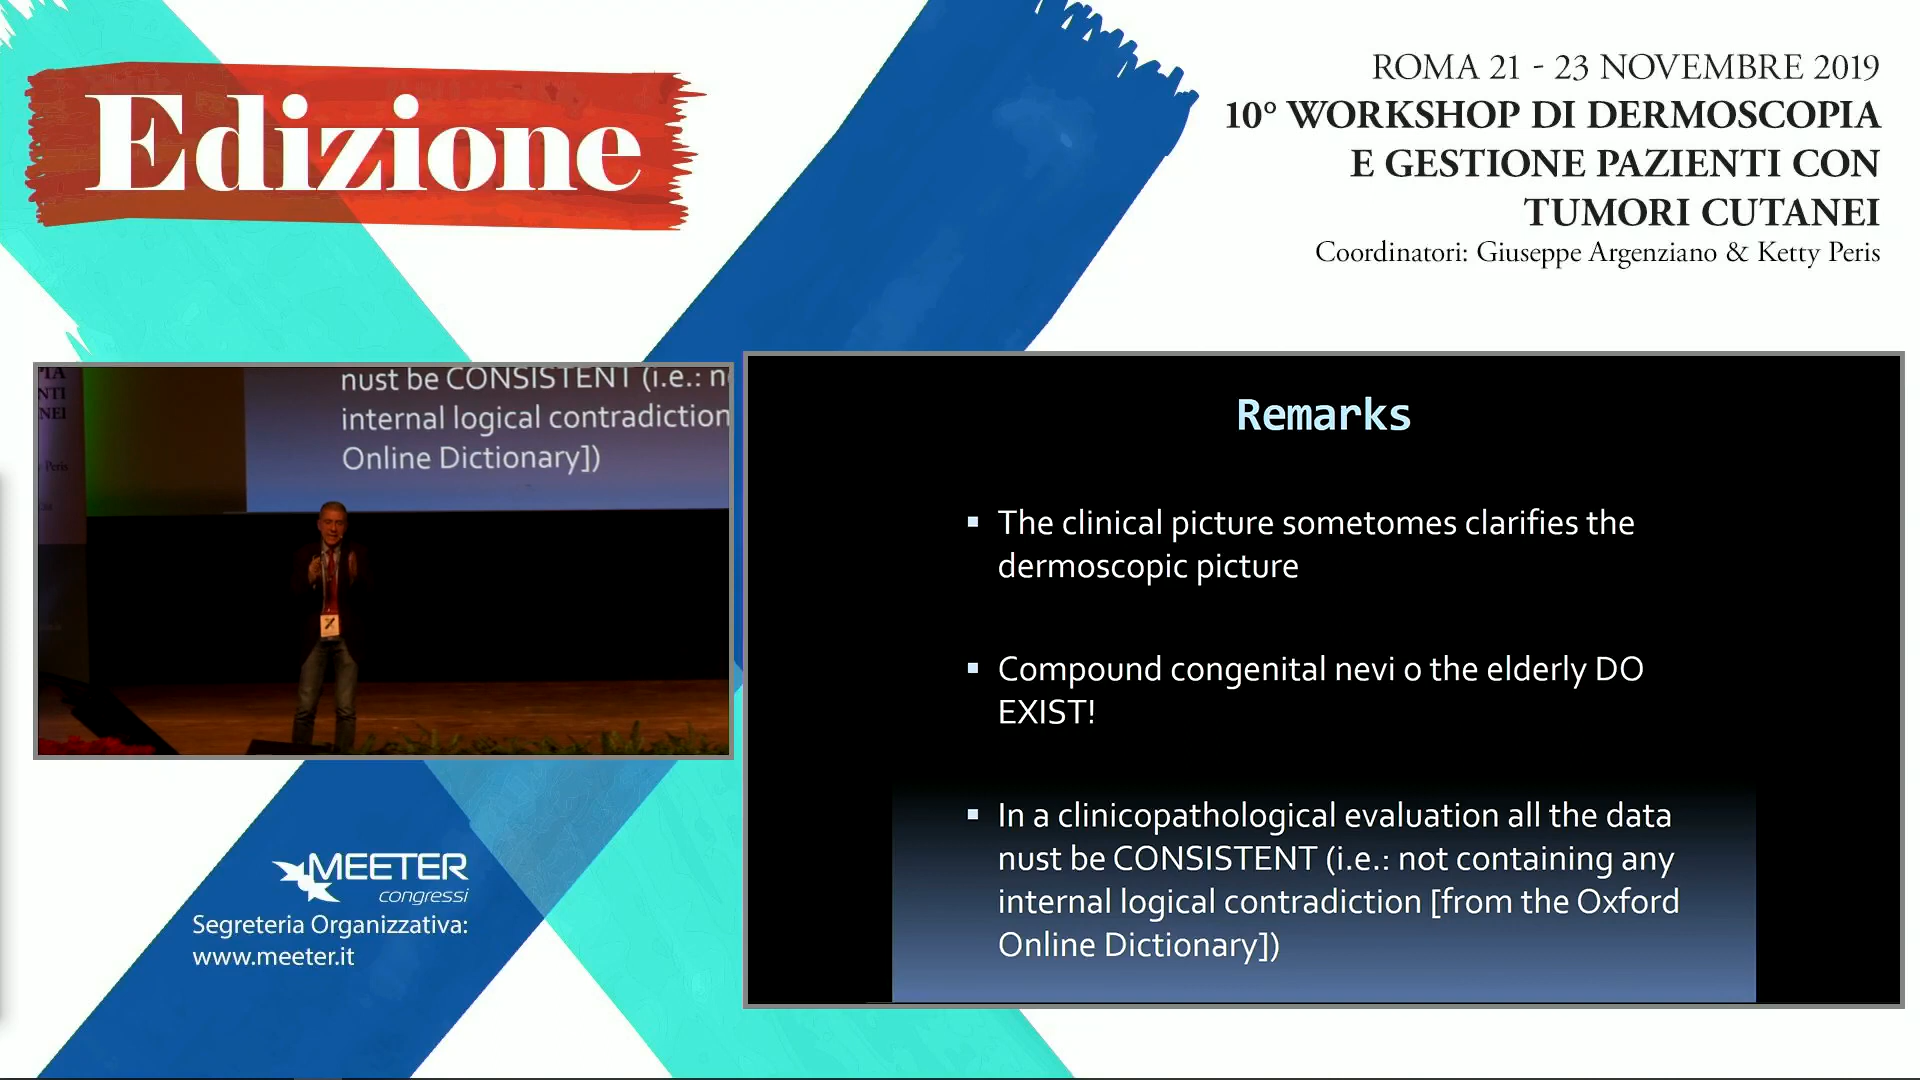 Edizione
ROMA 21 - 23 NOVEMBRE 2019
10° WORKSHOP DI DERMOSCOPIA
E GESTIONE PAZIENTI CON
TUMORI CUTANEI
Coordinatori: Giuseppe Argenziano & Ketty Peris
NTI
NEI
Peris
nust be CONSISTENT (i.e.: n
internal logical contradiction
Online Dictionary])
Remarks
▪ The clinical picture sometomes clarifies the
dermoscopic picture
▪ Compound congenital nevi o the elderly DO
EXIST!
▪ In a clinicopathological evaluation all the data
nust be CONSISTENT (i.e.: not containing any
internal logical contradiction [from the Oxford
Online Dictionary])
MEETER
congressi
Segreteria Organizzativa:
www.meeter.it